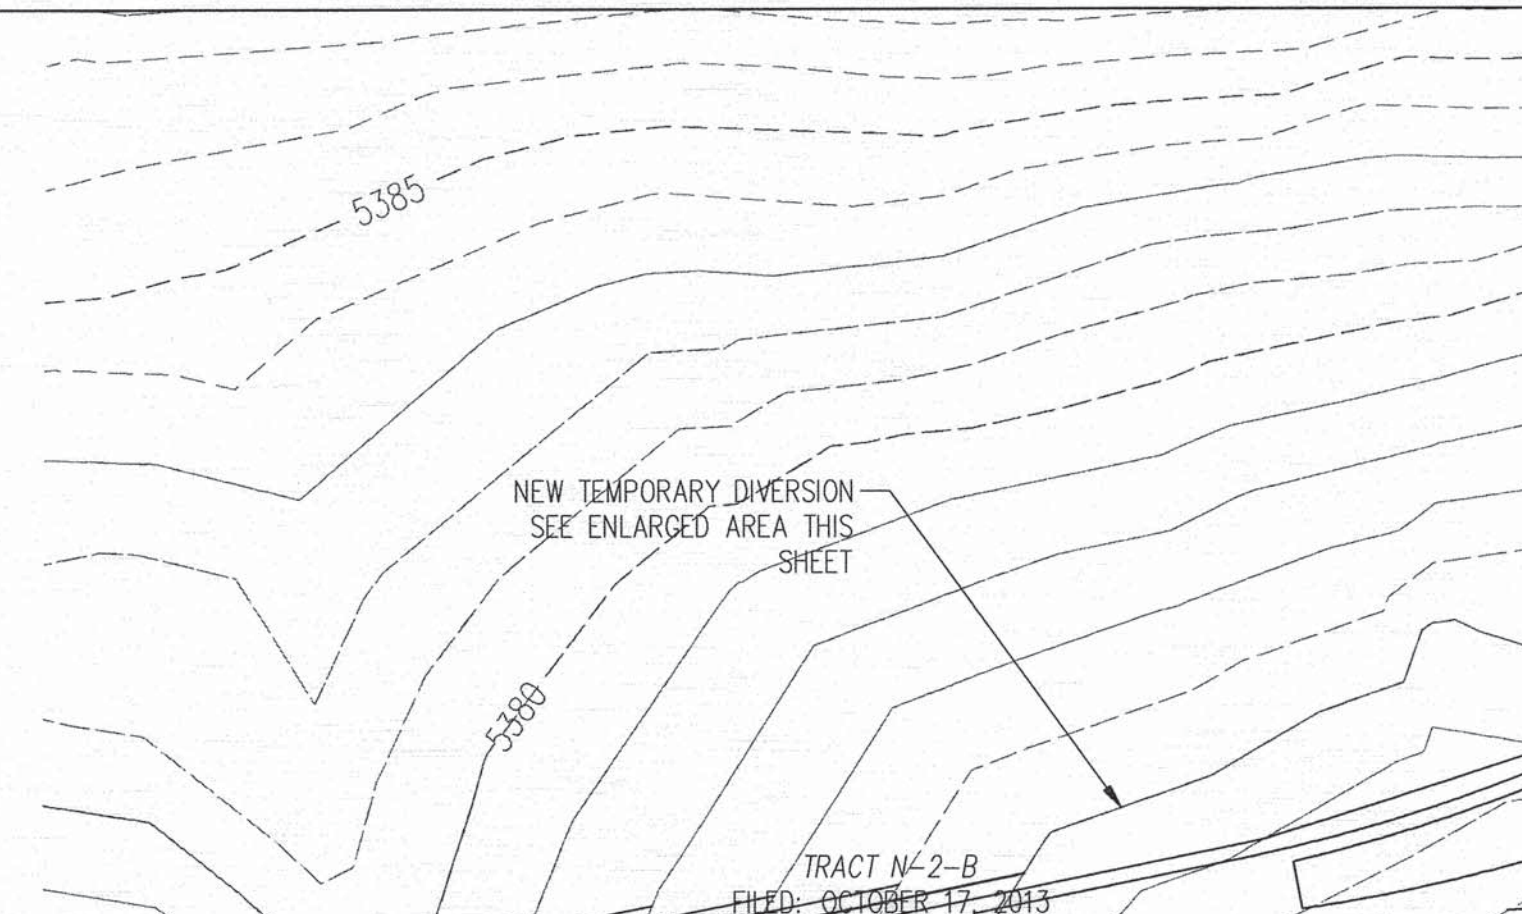 5385
NEW TEMPORARY DIVERSION
SEE ENLARGED AREA THIS
SHEET
5380
TRACT N-2-B
FILED: OCTOBER 17, 2013